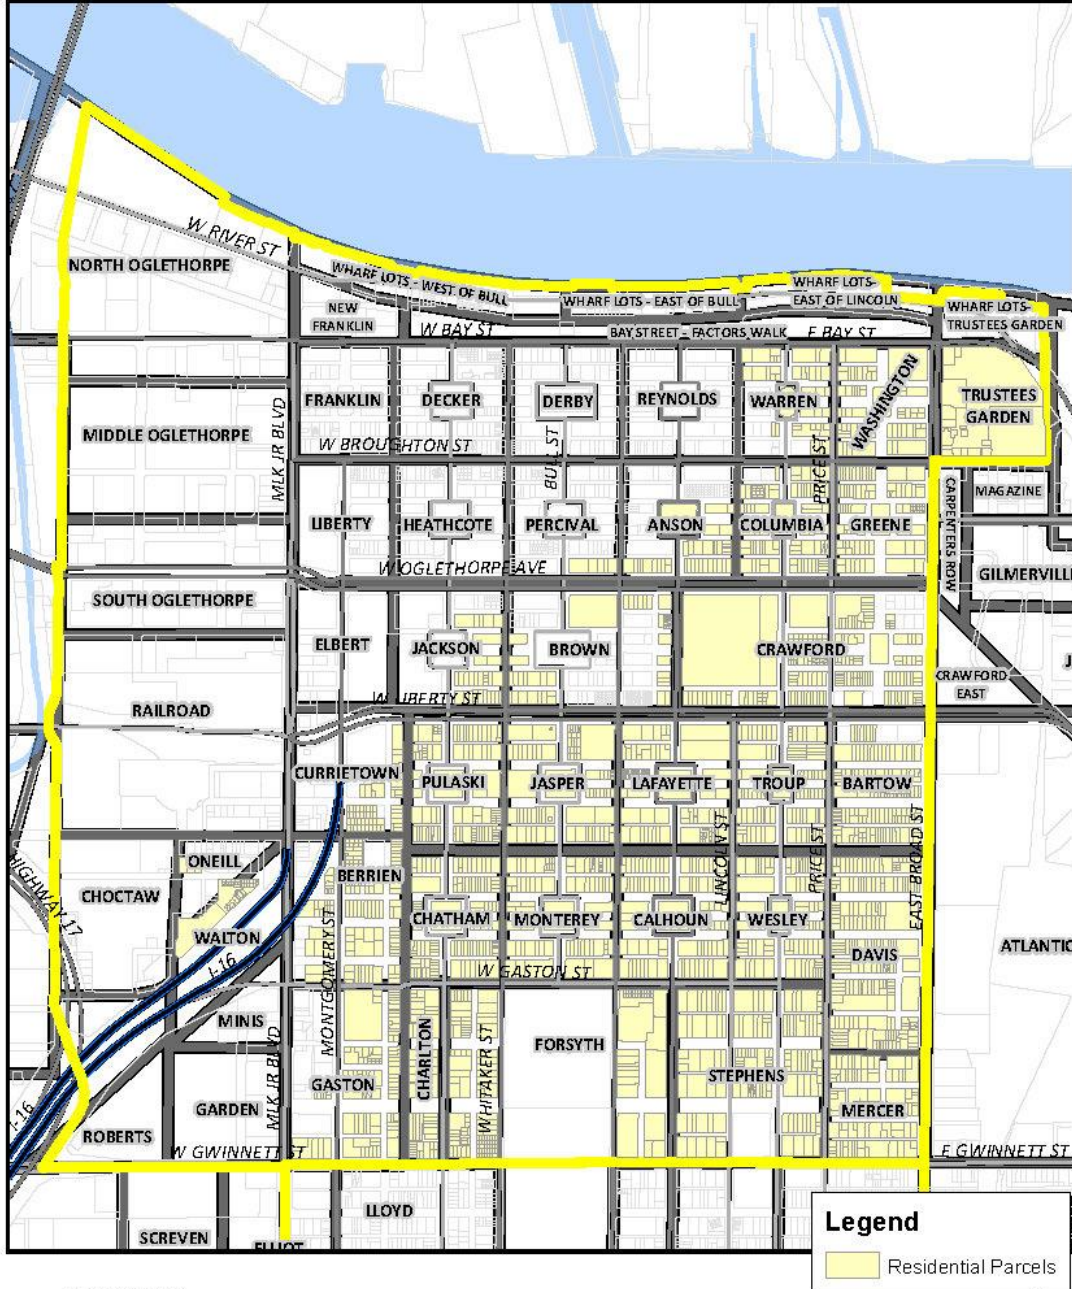 W RIVER ST
NORTH OGLETHORPE
WHARF LOTS - WEST OF BULL
WHARF LOTS - EAST OF BULL
WHARF LOTS-
EAST OF LINCOLN
WHARF LOTS-
TRUSTEES GARDEN
NEW
FRANKLIN
W BAY ST
BAY STREET - FACTORS WALK
E BAY ST
FRANKLIN
DECKER
DERBY
REYNOLDS
WARREN
WASHINGTON
TRUSTEES
GARDEN
MIDDLE OGLETHORPE
MLK JR BLVD
W BROUGHTON ST
BULL ST
PRICE ST
LIBERTY
HEATHCOTE
PERCIVAL
ANSON
COLUMBIA
GREENE
CARPENTERS ROW
MAGAZINE
W OGLETHORPE AVE
GILMERVILL
SOUTH OGLETHORPE
ELBERT
JACKSON
BROWN
CRAWFORD
CRAWFORD
EAST
J
W LIBERTY ST
RAILROAD
CURRIETOWN
PULASKI
JASPER
LAFAYETTE
TROUP
BARTOW
LINCOLN ST
PRICE ST
EAST BROAD ST
ONEILL
BERRIEN
CHOCTAW
HIGHWAY 17
WALTON
CHATHAM
MONTEREY
CALHOUN
WESLEY
DAVIS
ATLANTIC
I-16
MONTGOMERY ST
W GASTON ST
MINIS
MLK JR BLVD
CHARLTON
WHITAKER ST
FORSYTH
STEPHENS
GASTON
GARDEN
MERCER
I-16
ROBERTS
W GWINNETT ST
E GWINNETT ST
LLOYD
SCREVEN
ELLIOT
Legend
Residential Parcels